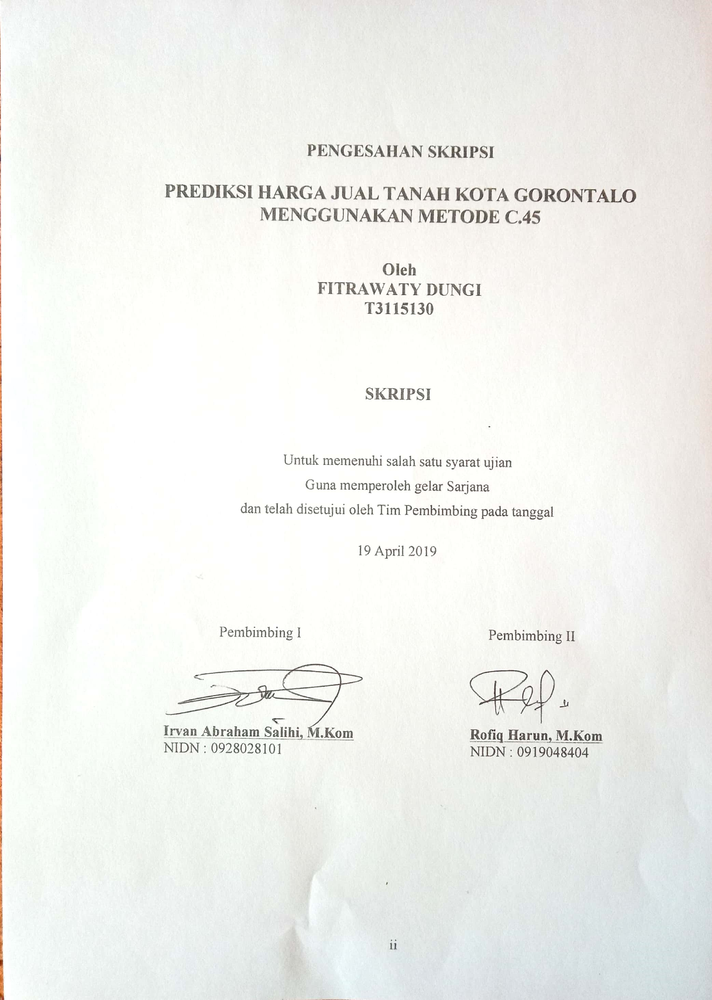 PENGESAHAN SKRIPSI
PREDIKSI HARGA JUAL TANAH KOTA GORONTALO
MENGGUNAKAN METODE C.45
Oleh
FITRAWATY DUNGI
T3115130
SKRIPSI
Untuk memenuhi salah satu syarat ujian
Guna memperoleh gelar Sarjana
dan telah disetujui oleh Tim Pembimbing pada tanggal
19 April 2019
Pembimbing I
Pembimbing II
Irvan Abraham Salihi, M.Kom
Rofiq Harun, M.Kom
NIDN : 0928028101
NIDN : 0919048404
ii